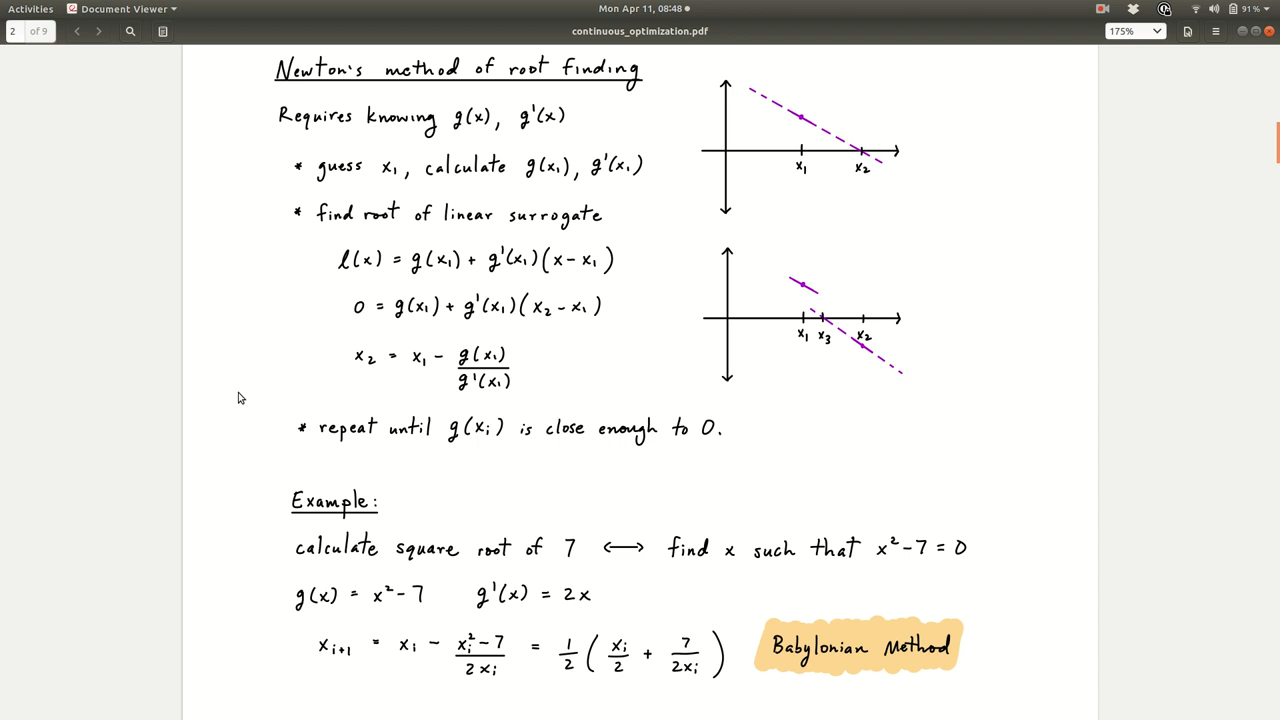 Activities Document Viewer Mon Apr 11, 08:48 91%
2 of 9 continuous_optimization.pdf 175%
Newton's method of root finding
Requires knowing g(x), g'(x)
* guess x₁, calculate g(x₁), g'(x₁)
* find root of linear surrogate
l(x) = g(x₁) + g'(x₁)(x - x₁)
0 = g(x₁) + g'(x₁)(x₂ - x₁)
x₂ = x₁ - g(x₁)/g'(x₁)
* repeat until g(xᵢ) is close enough to 0.
x₁ x₂
x₁ x₃ x₂
Example:
calculate square root of 7 ⟷ find x such that x² - 7 = 0
g(x) = x² - 7 g'(x) = 2x
xᵢ₊₁ = xᵢ - (xᵢ² - 7)/(2xᵢ) = 1/2 (xᵢ/2 + 7/(2xᵢ)) Babylonian Method